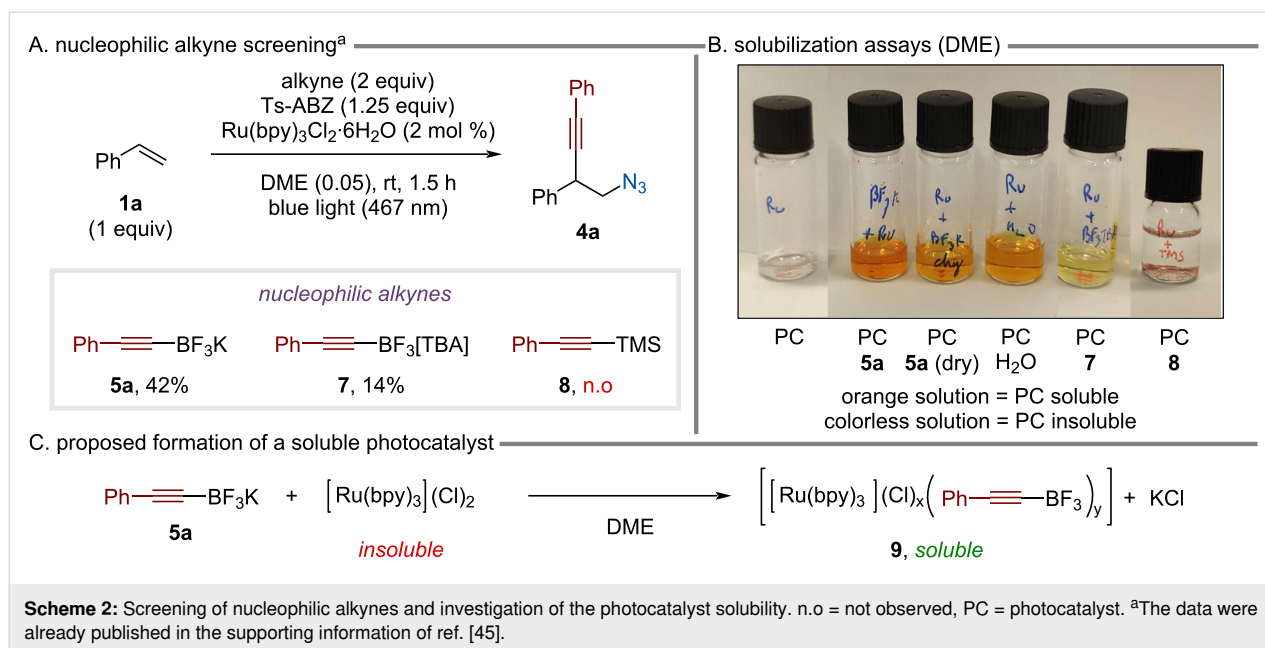 A. nucleophilic alkyne screeningᵃ
alkyne (2 equiv)
Ts-ABZ (1.25 equiv)
Ru(bpy)₃Cl₂·6H₂O (2 mol %)
DME (0.05), rt, 1.5 h
blue light (467 nm)
Ph
1a
(1 equiv)
Ph
Ph
N₃
4a
nucleophilic alkynes
Ph BF₃K
5a, 42%
Ph BF₃[TBA]
7, 14%
Ph TMS
8, n.o
B. solubilization assays (DME)
Ru
BF₃K
+ Ru
Ru
+
BF₃K
dry
Ru
+
H₂O
Ru
+
BF₃TBA
Ru
+
TMS
PC
PC
5a
PC
5a (dry)
PC
H₂O
PC
7
PC
8
orange solution = PC soluble
colorless solution = PC insoluble
C. proposed formation of a soluble photocatalyst
Ph BF₃K + [Ru(bpy)₃](Cl)₂ DME [[Ru(bpy)₃](Cl)ₓ(Ph BF₃)y] + KCl
5a
insoluble
9, soluble
Scheme 2: Screening of nucleophilic alkynes and investigation of the photocatalyst solubility. n.o = not observed, PC = photocatalyst. ᵃThe data were
already published in the supporting information of ref. [45].